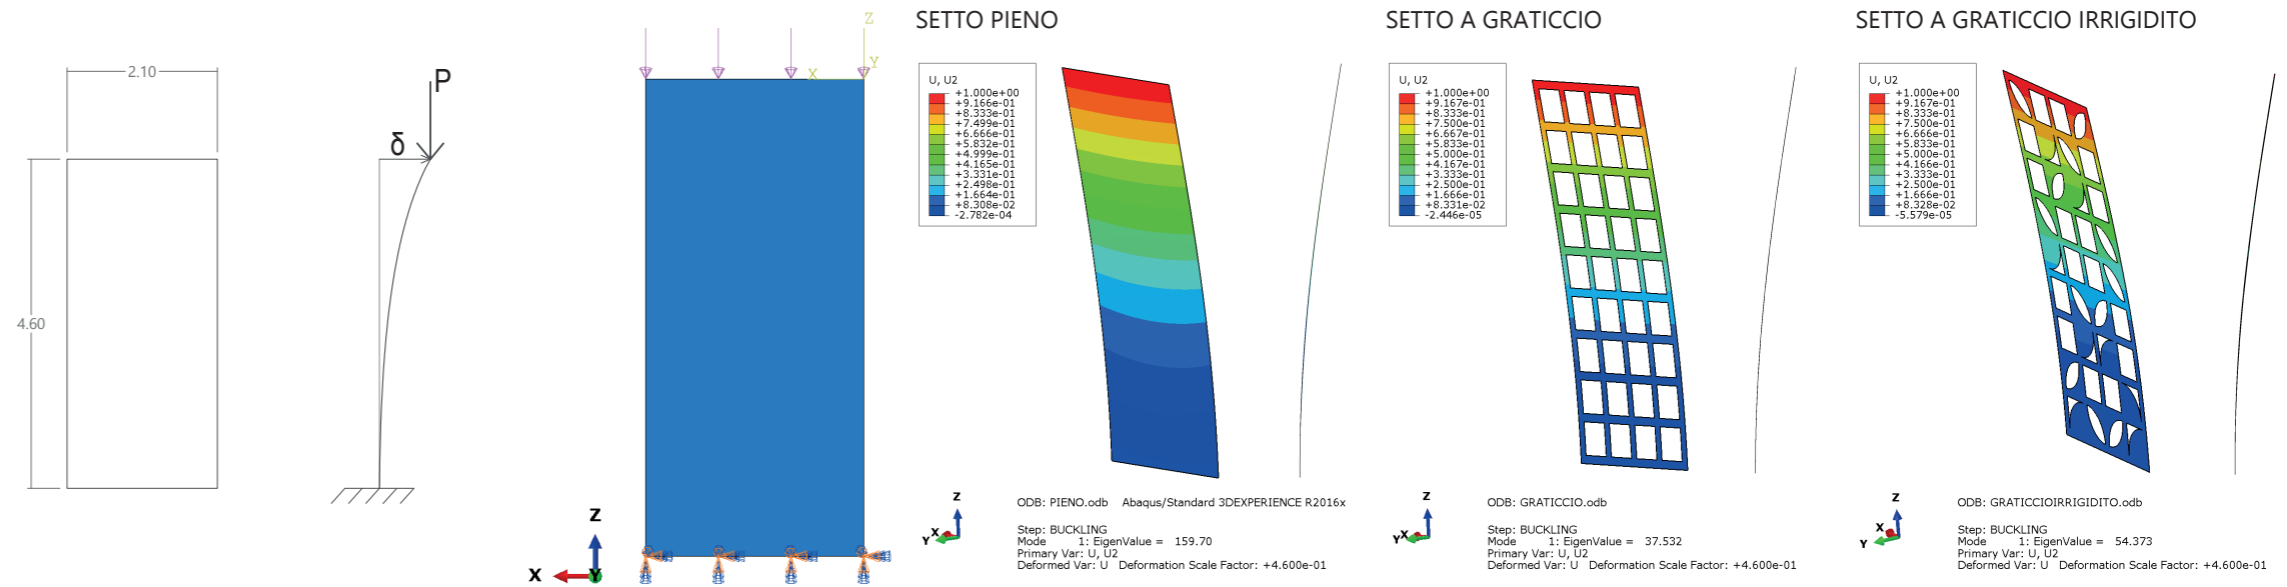 2.10
4.60
P
δ
Z
Y
X
Z
X
Y
SETTO PIENO
U, U2
+1.000e+00
+9.166e-01
+8.333e-01
+7.499e-01
+6.666e-01
+5.832e-01
+4.999e-01
+4.165e-01
+3.331e-01
+2.498e-01
+1.664e-01
+8.308e-02
-2.782e-04
Z
X
Y
ODB: PIENO.odb Abaqus/Standard 3DEXPERIENCE R2016x
Step: BUCKLING
Mode 1: EigenValue = 159.70
Primary Var: U, U2
Deformed Var: U Deformation Scale Factor: +4.600e-01
SETTO A GRATICCIO
U, U2
+1.000e+00
+9.167e-01
+8.333e-01
+7.500e-01
+6.667e-01
+5.833e-01
+5.000e-01
+4.167e-01
+3.333e-01
+2.500e-01
+1.666e-01
+8.331e-02
-2.446e-05
Z
X
Y
ODB: GRATICCIO.odb
Step: BUCKLING
Mode 1: EigenValue = 37.532
Primary Var: U, U2
Deformed Var: U Deformation Scale Factor: +4.600e-01
SETTO A GRATICCIO IRRIGIDITO
U, U2
+1.000e+00
+9.167e-01
+8.333e-01
+7.500e-01
+6.666e-01
+5.833e-01
+5.000e-01
+4.166e-01
+3.333e-01
+2.500e-01
+1.666e-01
+8.328e-02
-5.579e-05
Z
X
Y
ODB: GRATICCIOIRRIGIDITO.odb
Step: BUCKLING
Mode 1: EigenValue = 54.373
Primary Var: U, U2
Deformed Var: U Deformation Scale Factor: +4.600e-01